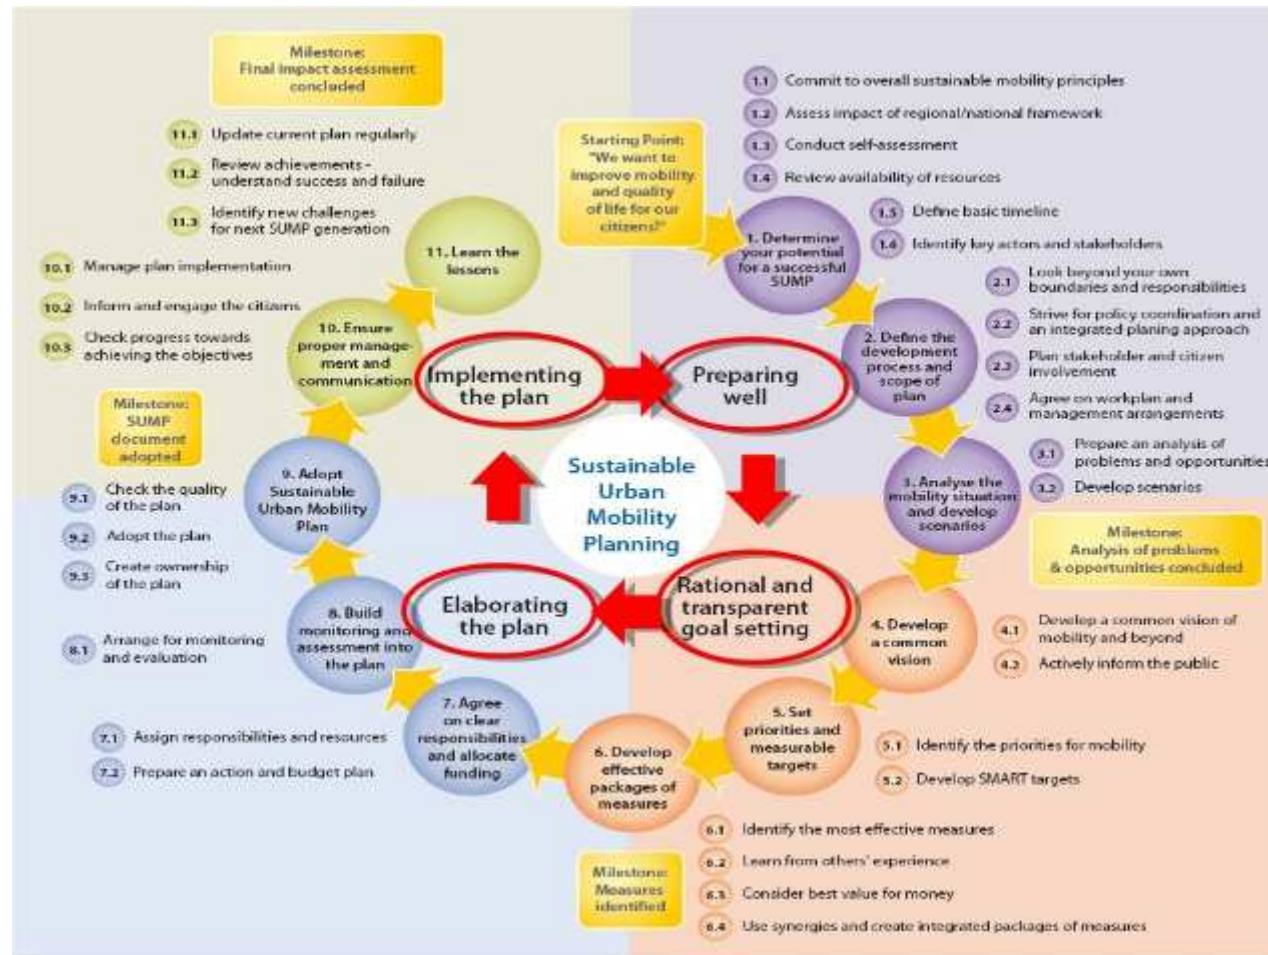 Milestone:
Final impact assessment
concluded
11.1 Update current plan regularly
11.2 Review achievements –
understand success and failure
11.3 Identify new challenges
for next SUMP generation
11. Learn the
lessons
10.1 Manage plan implementation
10.2 Inform and engage the citizens
10.3 Check progress towards
achieving the objectives
10. Ensure
proper manage-
ment and
communication
Starting Point:
"We want to
improve mobility
and quality
of life for our
citizens!"
1.1 Commit to overall sustainable mobility principles
1.2 Assess impact of regional/national framework
1.3 Conduct self-assessment
1.4 Review availability of resources
1.5 Define basic timeline
1.6 Identify key actors and stakeholders
1. Determine
your potential
for a successful
SUMP
2.1 Look beyond your own
boundaries and responsibilities
2.2 Strive for policy coordination and
an integrated planing approach
2.3 Plan stakeholder and citizen
involvement
2.4 Agree on workplan and
management arrangements
2. Define the
development
process and
scope of
plan
Implementing
the plan
Preparing
well
Milestone:
SUMP
document
adopted
9.1 Check the quality
of the plan
9.2 Adopt the plan
9.3 Create ownership
of the plan
9. Adopt
Sustainable
Urban Mobility
Plan
Sustainable
Urban
Mobility
Planning
3.1 Prepare an analysis of
problems and opportunities
3.2 Develop scenarios
3. Analyse the
mobility situation
and develop
scenarios
Milestone:
Analysis of problems
& opportunities concluded
Elaborating
the plan
Rational and
transparent
goal setting
8.1 Arrange for monitoring
and evaluation
8. Build
monitoring and
assessment into
the plan
4. Develop
a common
vision
4.1 Develop a common vision of
mobility and beyond
4.2 Actively inform the public
7.1 Assign responsibilities and resources
7.2 Prepare an action and budget plan
7. Agree
on clear
responsibilities
and allocate
funding
6. Develop
effective
packages of
measures
5. Set
priorities and
measurable
targets
5.1 Identify the priorities for mobility
5.2 Develop SMART targets
Milestone:
Measures
identified
6.1 Identify the most effective measures
6.2 Learn from others' experience
6.3 Consider best value for money
6.4 Use synergies and create integrated packages of measures